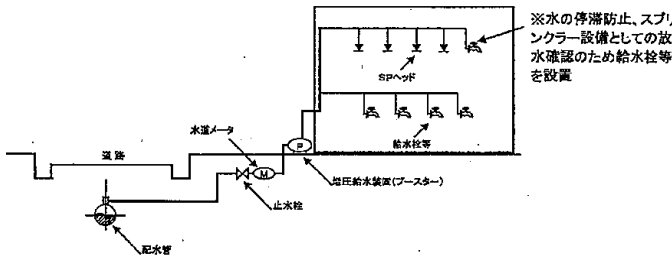 ※水の停滞防止、スプリ
ンクラー設備としての放
水確認のため給水栓等
を設置
SPヘッド
給水栓等
水道メータ
P
道路
増圧給水装置(ブースター)
M
止水栓
配水管